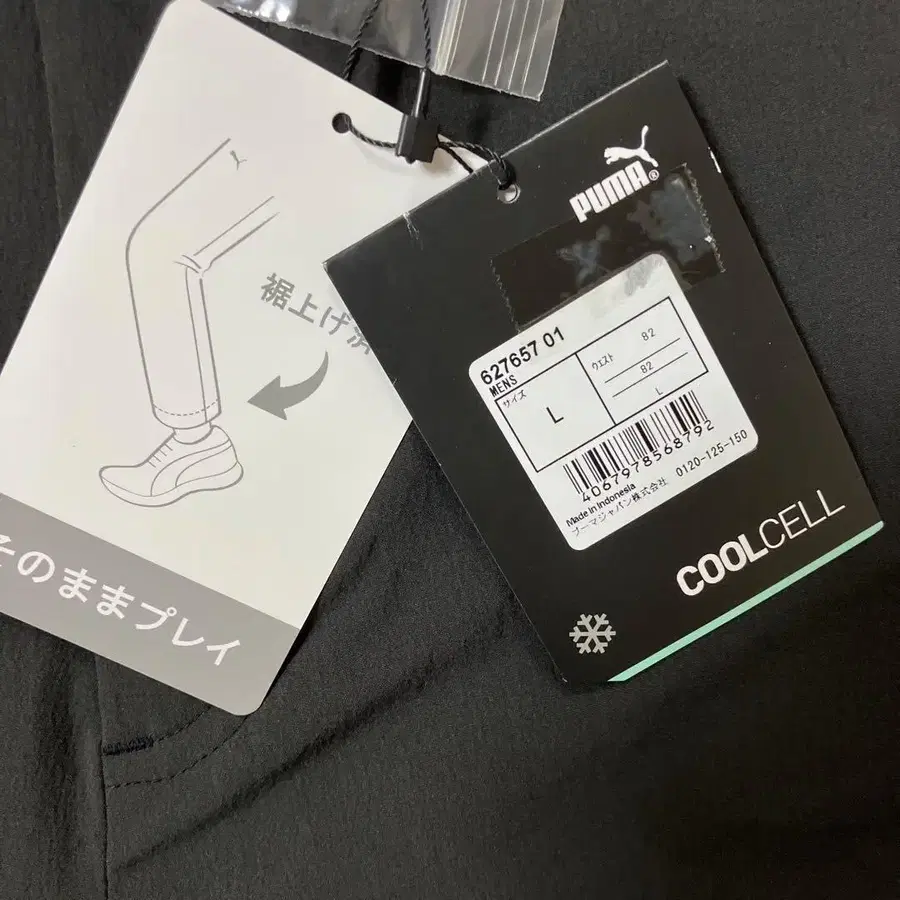 裾上げ済
そのままプレイ
PUMA®
627657 01
MENS
サイズ
L
ウエスト 82
82
L
4067978568792
Made in Indonesia
プーマジャパン株式会社 0120-125-150
COOLCELL